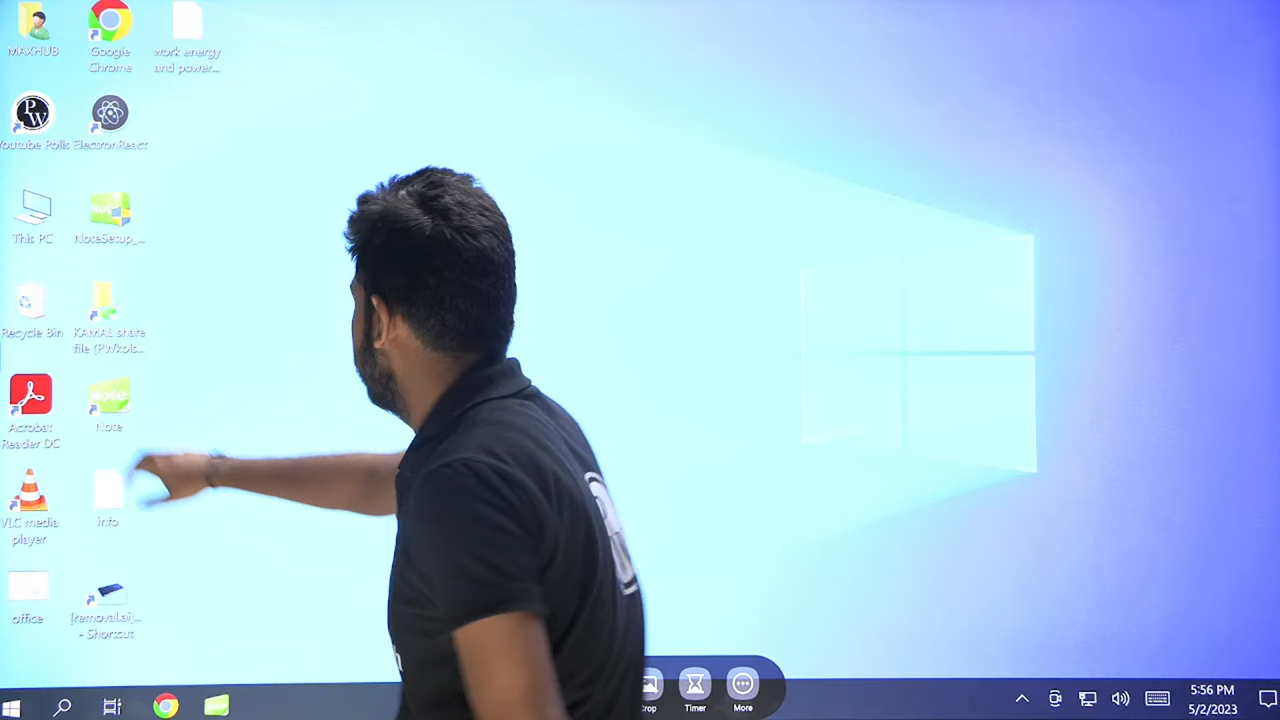 MAXHUB
Google
Chrome
work energy
and power...
PW
Youtube Polls
ElectronReact
This PC
NoteSetup_...
Recycle Bin
KAMAL share
file (PWkols...
Acrobat
Reader DC
Note
Note
VLC media
player
info
office
[removal.ai]_...
- Shortcut
Timer
More
5:56 PM
5/2/2023